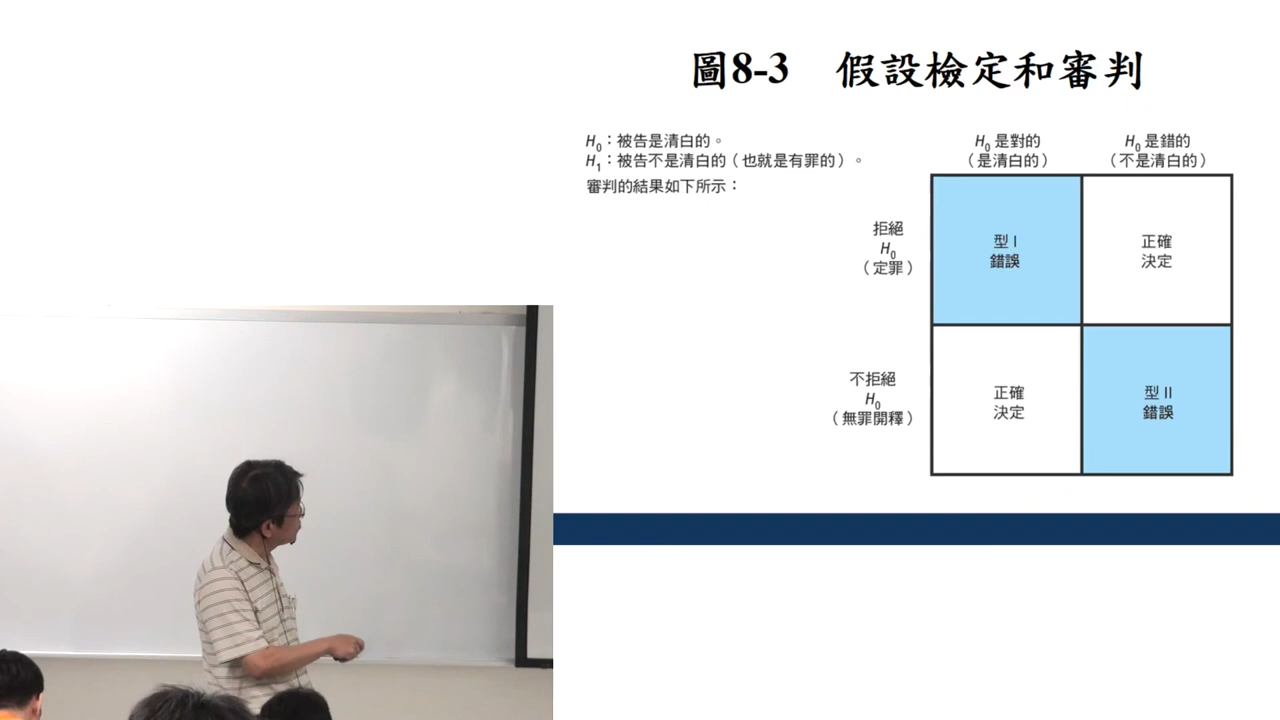 圖8-3 假設檢定和審判
H0：被告是清白的。
H1：被告不是清白的（也就是有罪的）。
審判的結果如下所示：
H0 是對的
（是清白的）
H0 是錯的
（不是清白的）
拒絕
H0
（定罪）
型 I
錯誤
正確
決定
不拒絕
H0
（無罪開釋）
正確
決定
型 II
錯誤